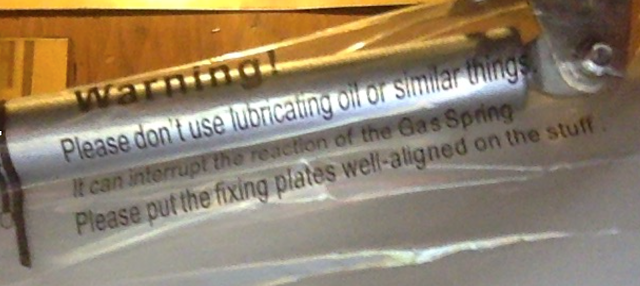 Warning!
Please don't use lubricating oil or similar things.
It can interrupt the reaction of the Gas Spring
Please put the fixing plates well-aligned on the stuff.